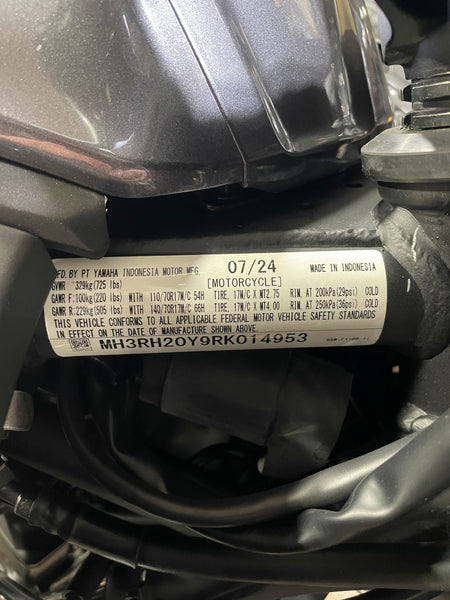 MFD. BY PT YAMAHA INDONESIA MOTOR MFG. 07/24 MADE IN INDONESIA
GVWR 329kg(725 lbs) [MOTORCYCLE]
GAWR F:100kg(220 lbs) WITH 110/70R17M/C 54H TIRE. 17M/C X MT2.75 RIM. AT 200kPa(29psi) COLD
GAWR R:229kg(505 lbs) WITH 140/70R17M/C 66H TIRE. 17M/C X MT4.00 RIM. AT 250kPa(36psi) COLD
THIS VEHICLE CONFORMS TO ALL APPLICABLE FEDERAL MOTOR VEHICLE SAFETY STANDARDS
IN EFFECT ON THE DATE OF MANUFACTURE SHOWN ABOVE.
MH3RH20Y9RK014953